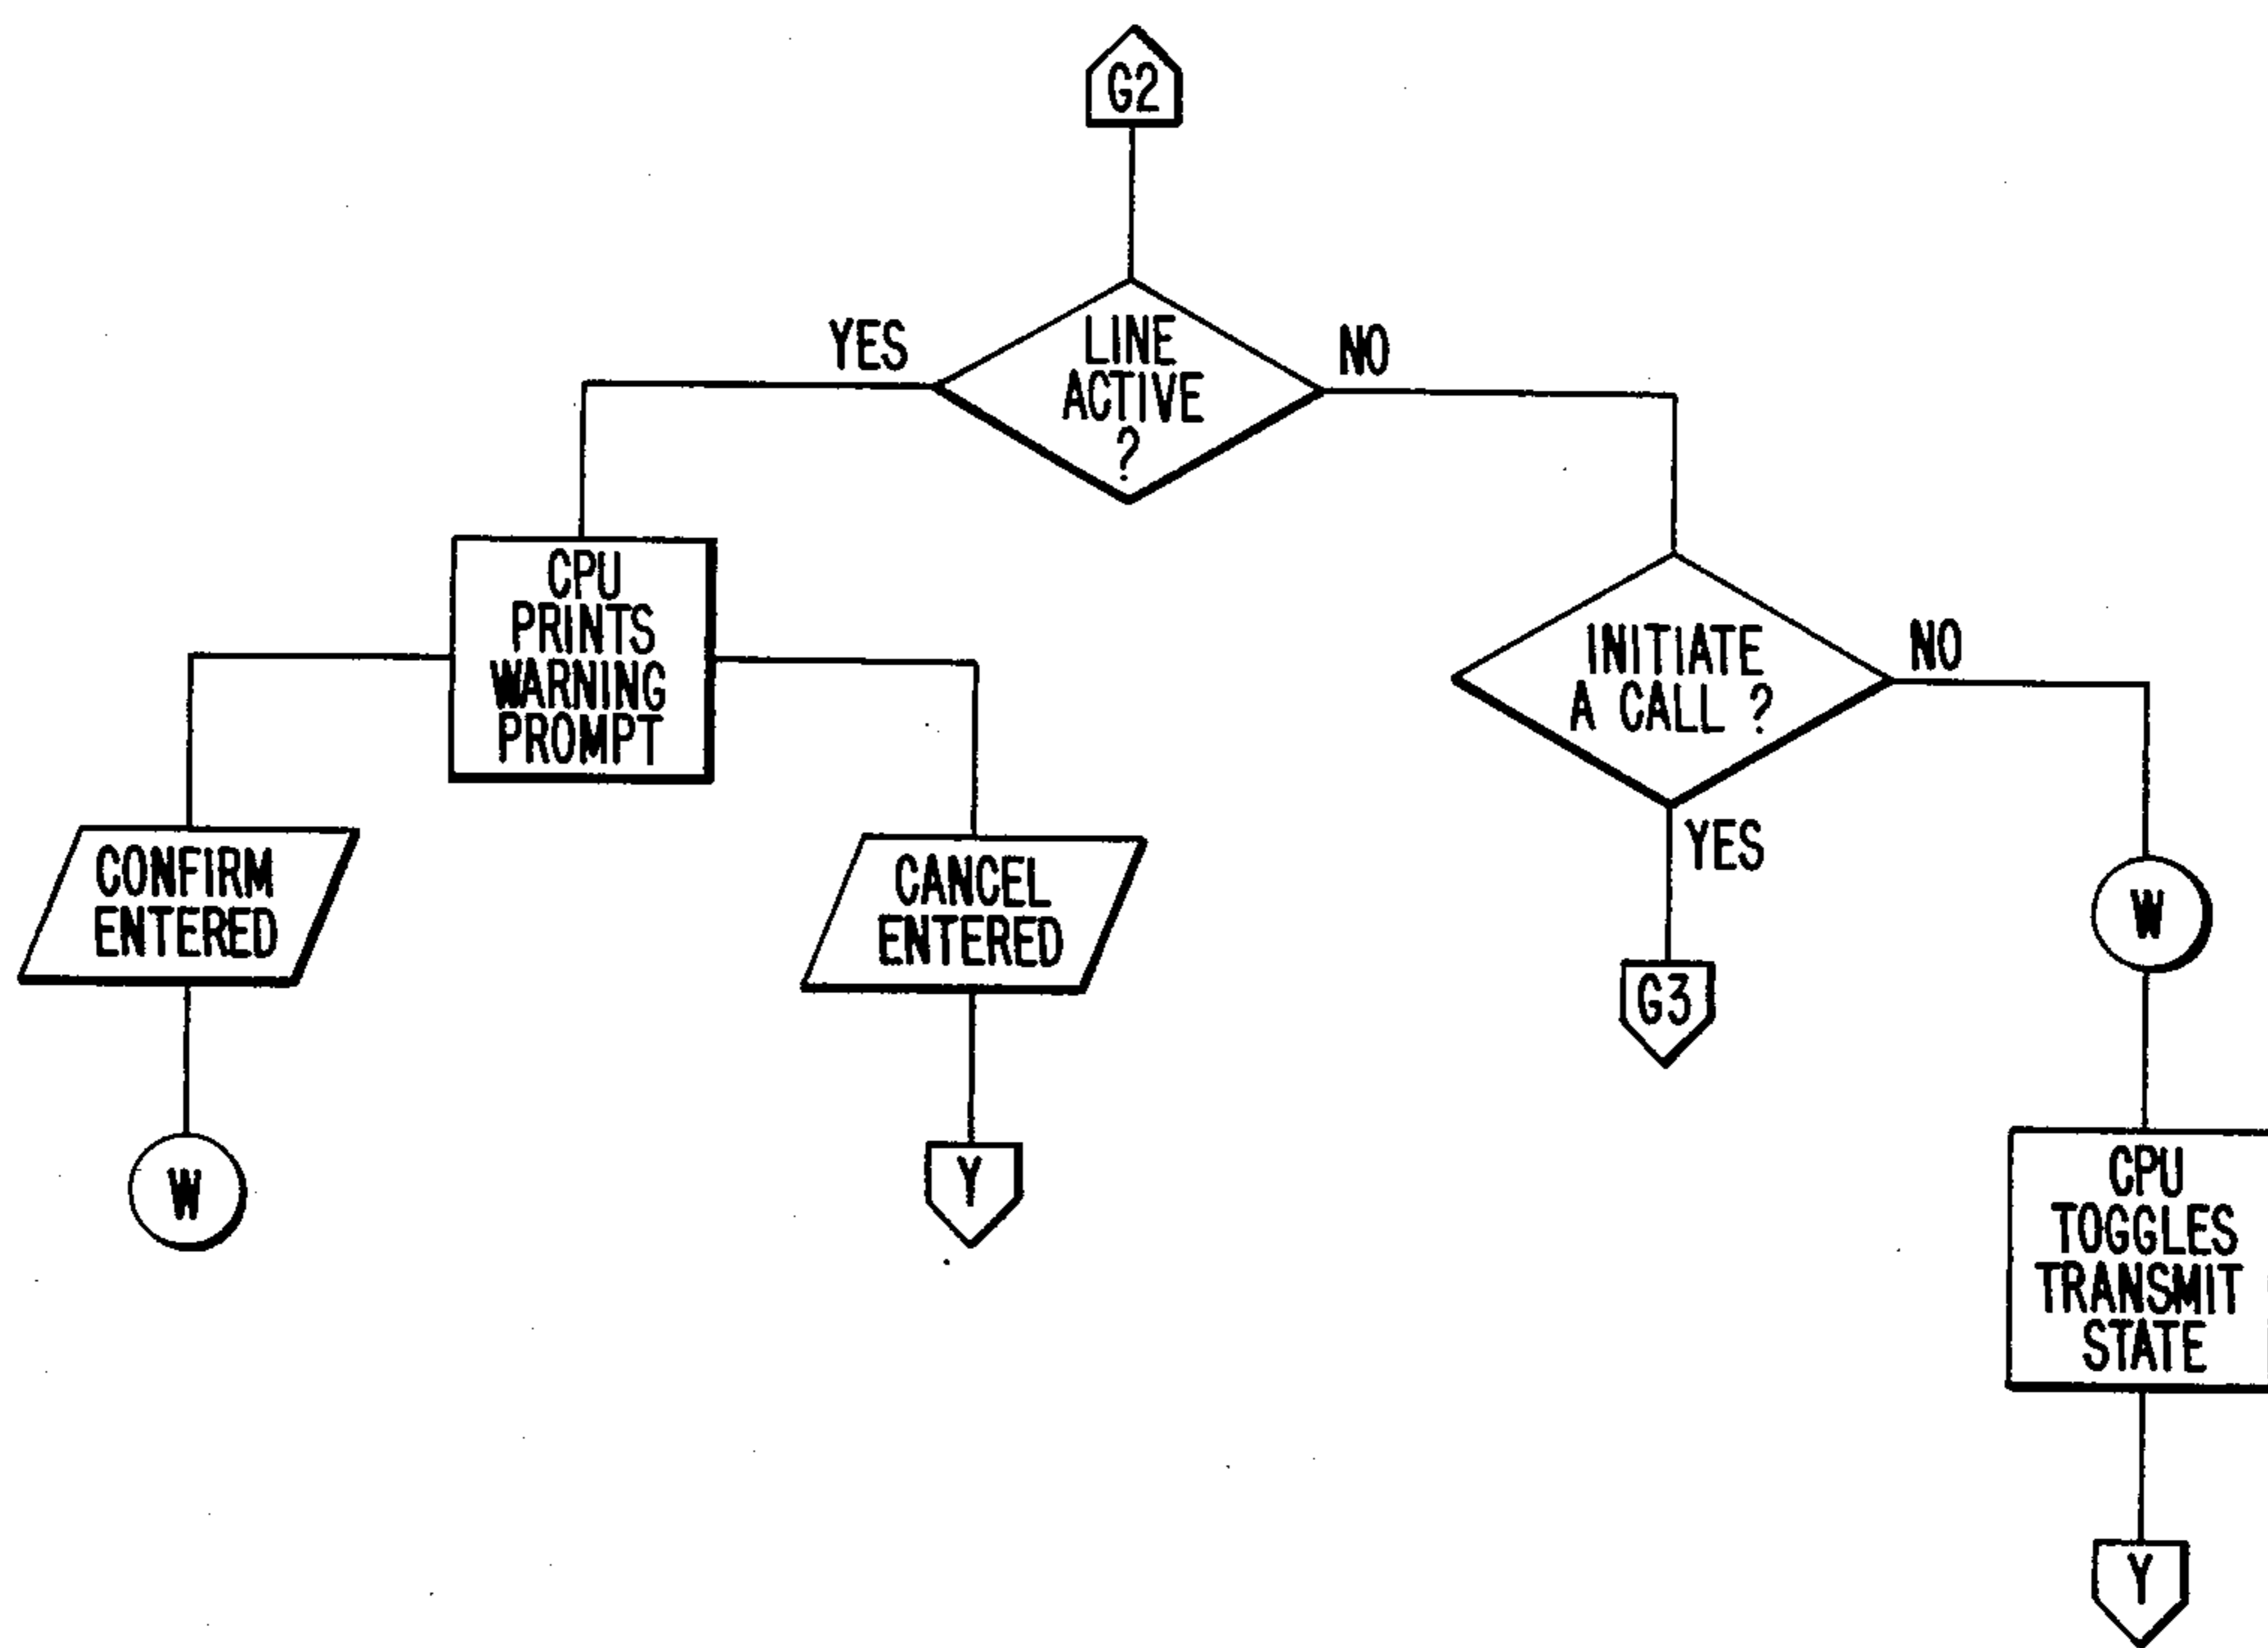 G2
LINE
ACTIVE
?
YES
NO
CPU
PRINTS
WARNING
PROMPT
INITIATE
A CALL ?
NO
YES
CONFIRM
ENTERED
CANCEL
ENTERED
W
G3
W
Y
CPU
TOGGLES
TRANSMIT
STATE
Y